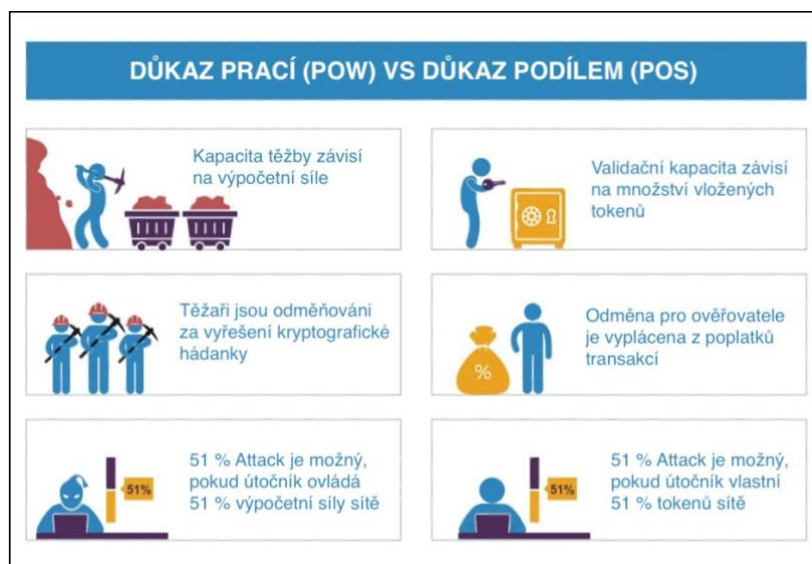 DŮKAZ PRACÍ (POW) VS DŮKAZ PODÍLEM (POS)
Kapacita těžby závisí
na výpočetní síle
Validační kapacita závisí
na množství vložených
tokenů
Těžaři jsou odměňováni
za vyřešení kryptografické
hádanky
%
Odměna pro ověřovatele
je vyplácena z poplatků
transakcí
51%
51 % Attack je možný,
pokud útočník ovládá
51 % výpočetní síly sítě
51%
51 % Attack je možný,
pokud útočník vlastní
51 % tokenů sítě